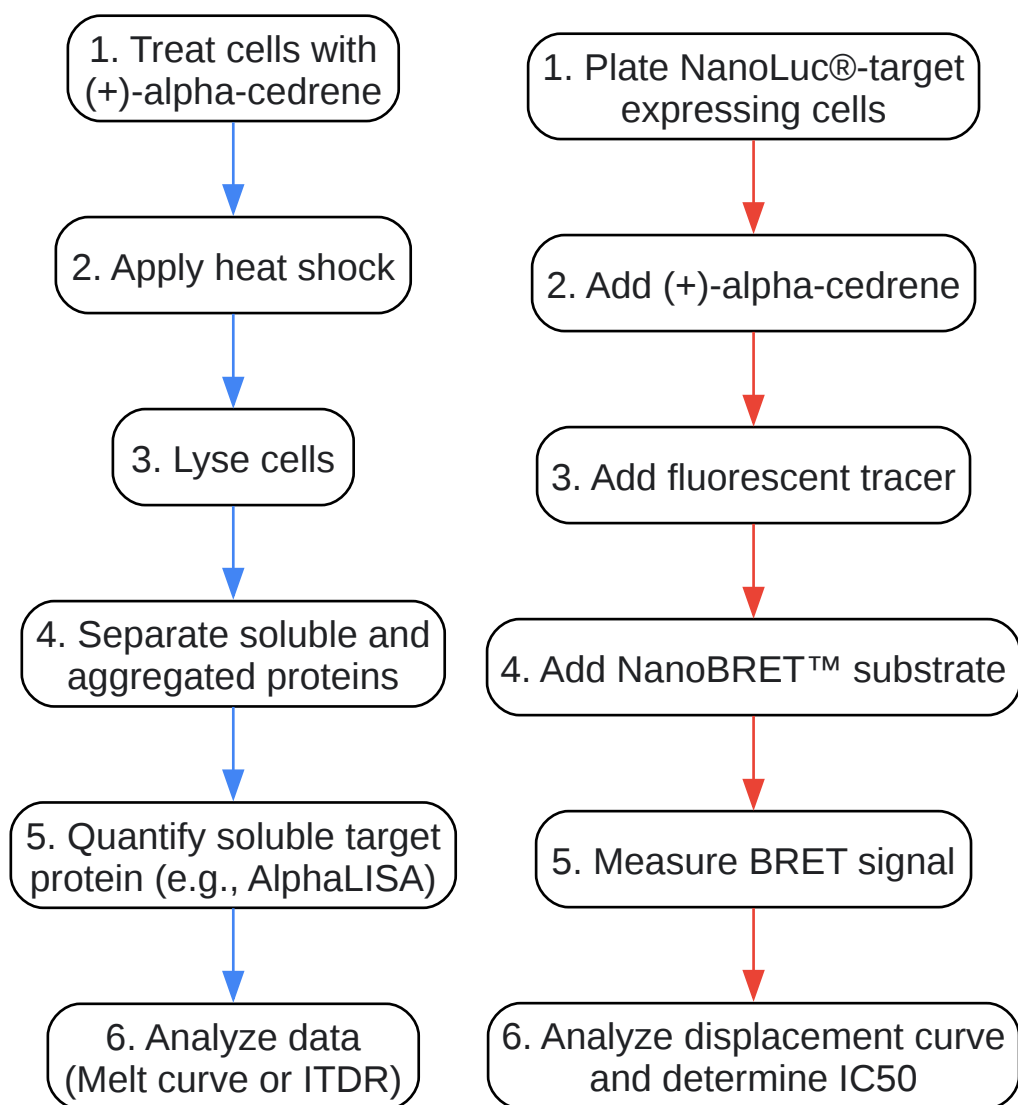 1. Treat cells with
(+)-alpha-cedrene
2. Apply heat shock
3. Lyse cells
4. Separate soluble and
aggregated proteins
5. Quantify soluble target
protein (e.g., AlphaLISA)
6. Analyze data
(Melt curve or ITDR)
1. Plate NanoLuc®-target
expressing cells
2. Add (+)-alpha-cedrene
3. Add fluorescent tracer
4. Add NanoBRET™ substrate
5. Measure BRET signal
6. Analyze displacement curve
and determine IC50